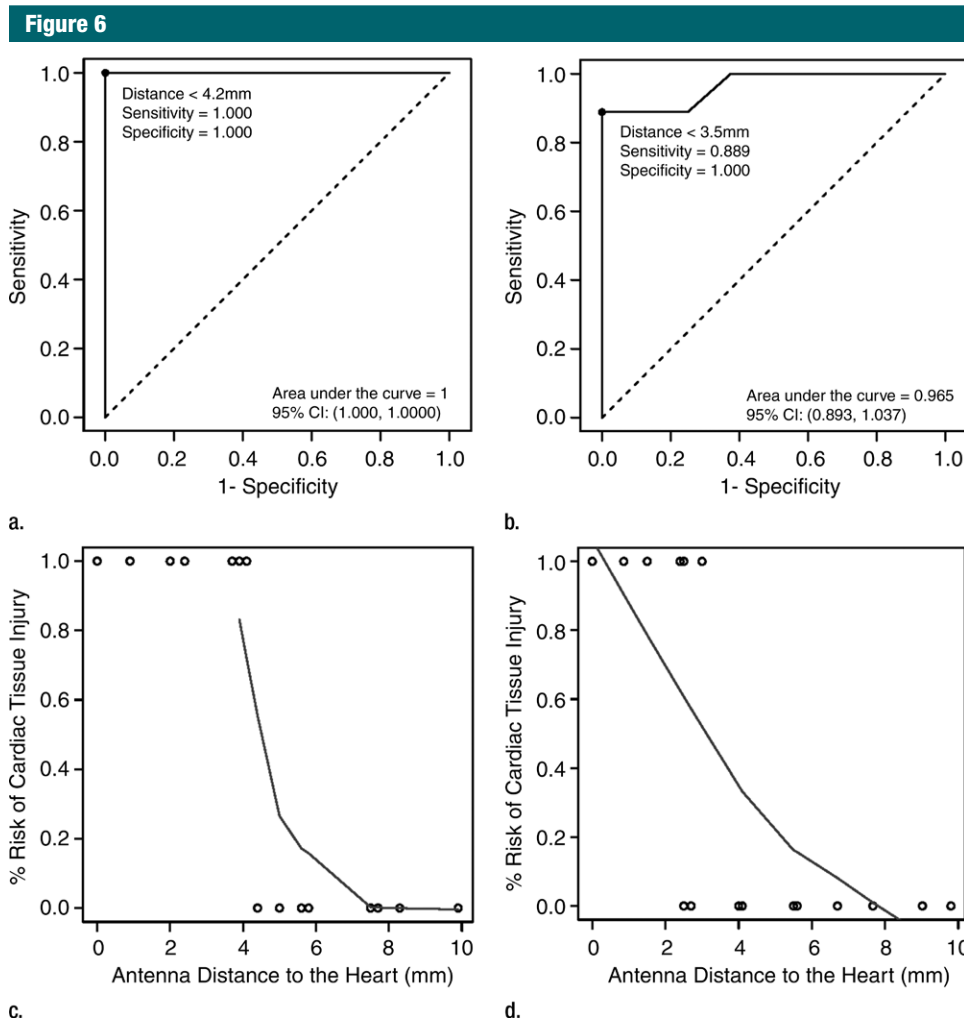 Figure 6
1.0
0.8
0.6
0.4
0.2
0.0
Sensitivity
Distance < 4.2mm
Sensitivity = 1.000
Specificity = 1.000
Area under the curve = 1
95% CI: (1.000, 1.0000)
0.0 0.2 0.4 0.6 0.8 1.0
1- Specificity
a.
1.0
0.8
0.6
0.4
0.2
0.0
Sensitivity
Distance < 3.5mm
Sensitivity = 0.889
Specificity = 1.000
Area under the curve = 0.965
95% CI: (0.893, 1.037)
0.0 0.2 0.4 0.6 0.8 1.0
1- Specificity
b.
1.0
0.8
0.6
0.4
0.2
0.0
% Risk of Cardiac Tissue Injury
0 2 4 6 8 10
Antenna Distance to the Heart (mm)
c.
1.0
0.8
0.6
0.4
0.2
0.0
% Risk of Cardiac Tissue Injury
0 2 4 6 8 10
Antenna Distance to the Heart (mm)
d.